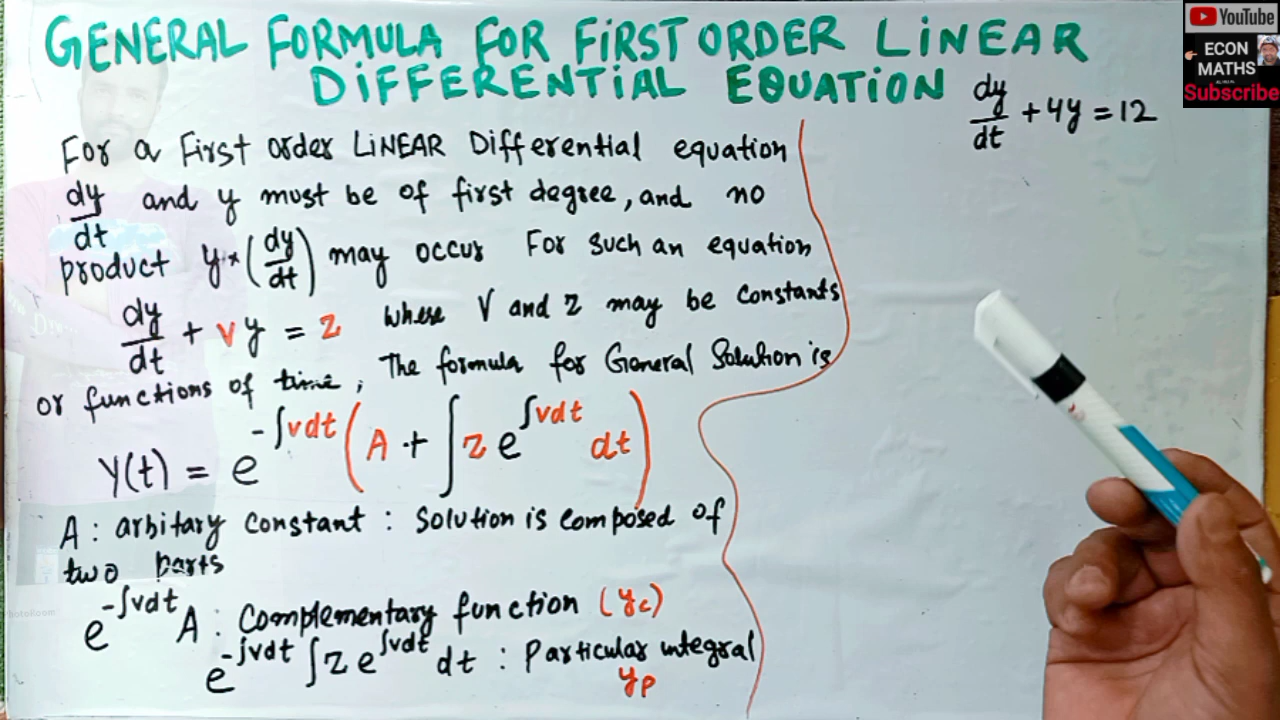 GENERAL FORMULA FOR FIRST ORDER LINEAR
DIFFERENTIAL EQUATION
dy/dt + 4y = 12
For a First order LINEAR Differential equation
dy/dt and y must be of first degree, and no
product y*(dy/dt) may occur For such an equation
dy/dt + vy = z where V and z may be constants
or functions of time, The formula for General Solution is
y(t) = e^{-∫vdt} (A + ∫z e^{∫vdt} dt)
A: arbitary constant: solution is composed of
two parts
e^{-∫vdt} A: Complementary function (yc)
e^{-∫vdt} ∫z e^{∫vdt} dt : Particular integral
yp
YouTube
ECON
MATHS
Subscribe
PhotoRoom